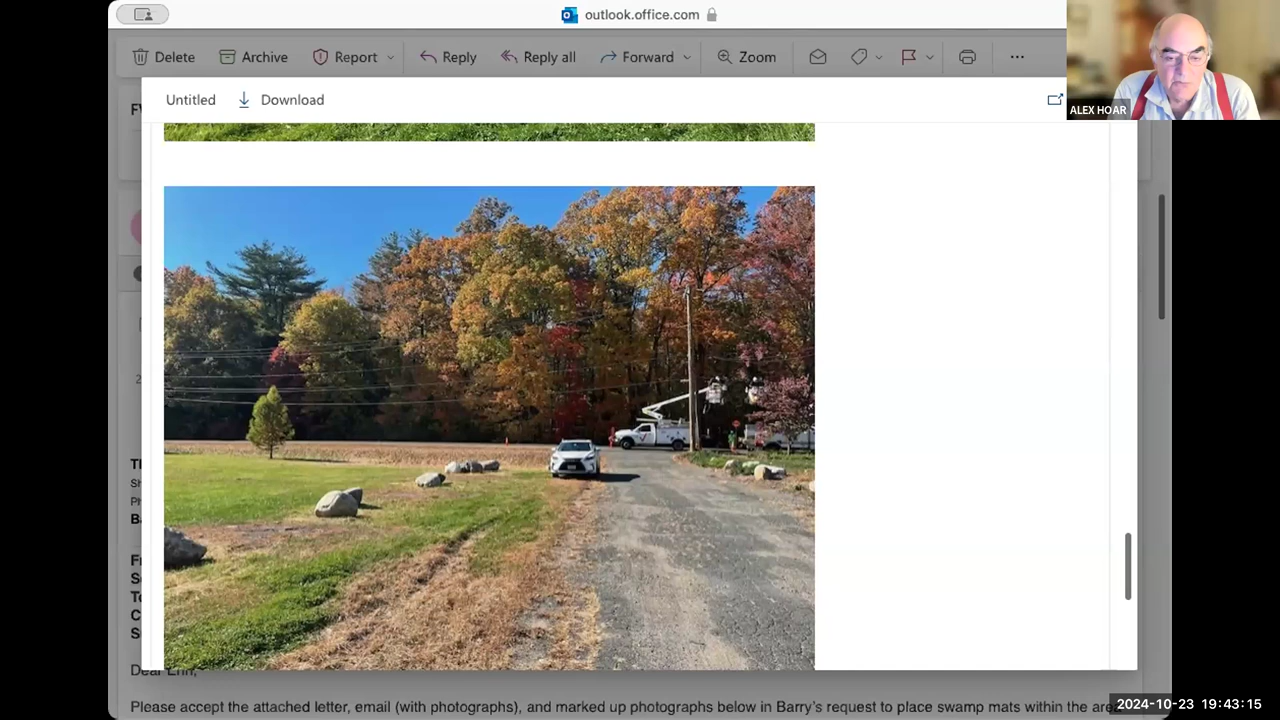 outlook.office.com
Delete Archive Report Reply Reply all Forward Zoom
Untitled Download
ALEX HOAR
Please accept the attached letter, email (with photographs), and marked up photographs below in Barry's request to place swamp mats within the
2024-10-23 19:43:15